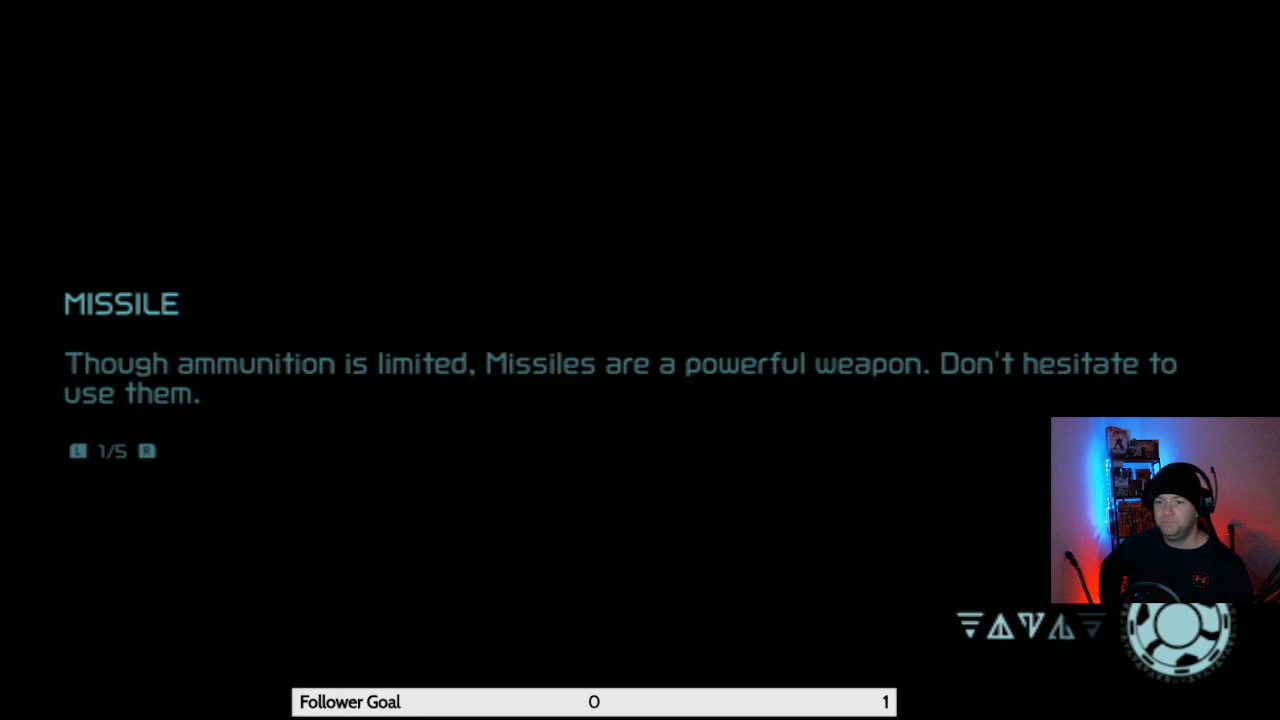 MISSILE
Though ammunition is limited, Missiles are a powerful weapon. Don't hesitate to
use them.
L 1/5 R
Follower Goal 0 1